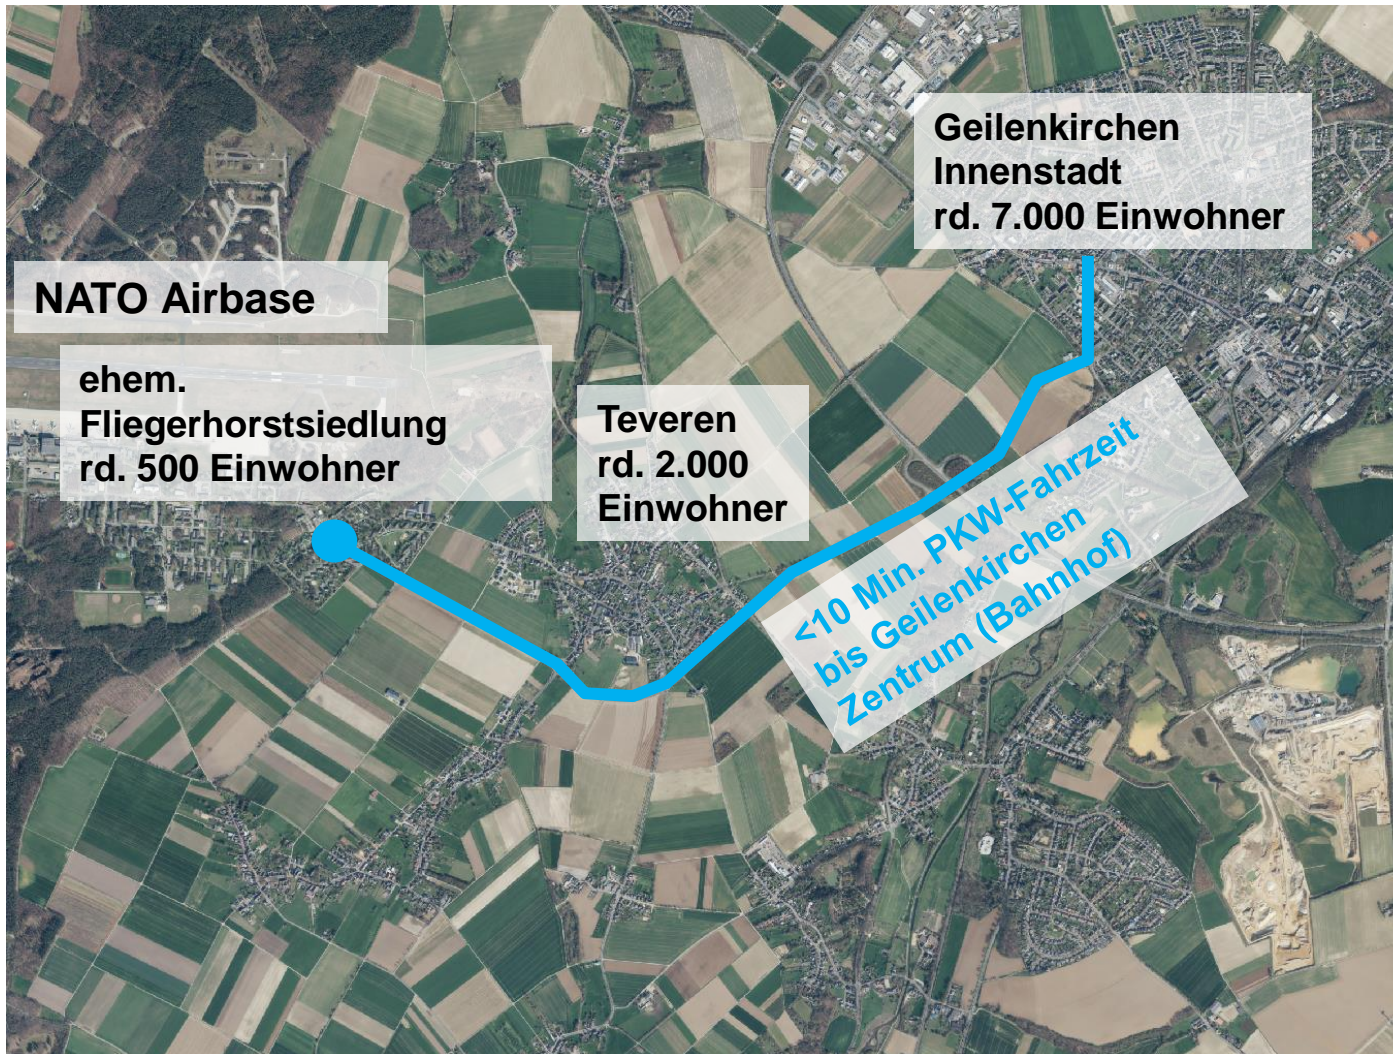 Geilenkirchen
Innenstadt
rd. 7.000 Einwohner
NATO Airbase
ehem.
Fliegerhorstsiedlung
rd. 500 Einwohner
Teveren
rd. 2.000
Einwohner
<10 Min. PKW-Fahrzeit
bis Geilenkirchen
Zentrum (Bahnhof)